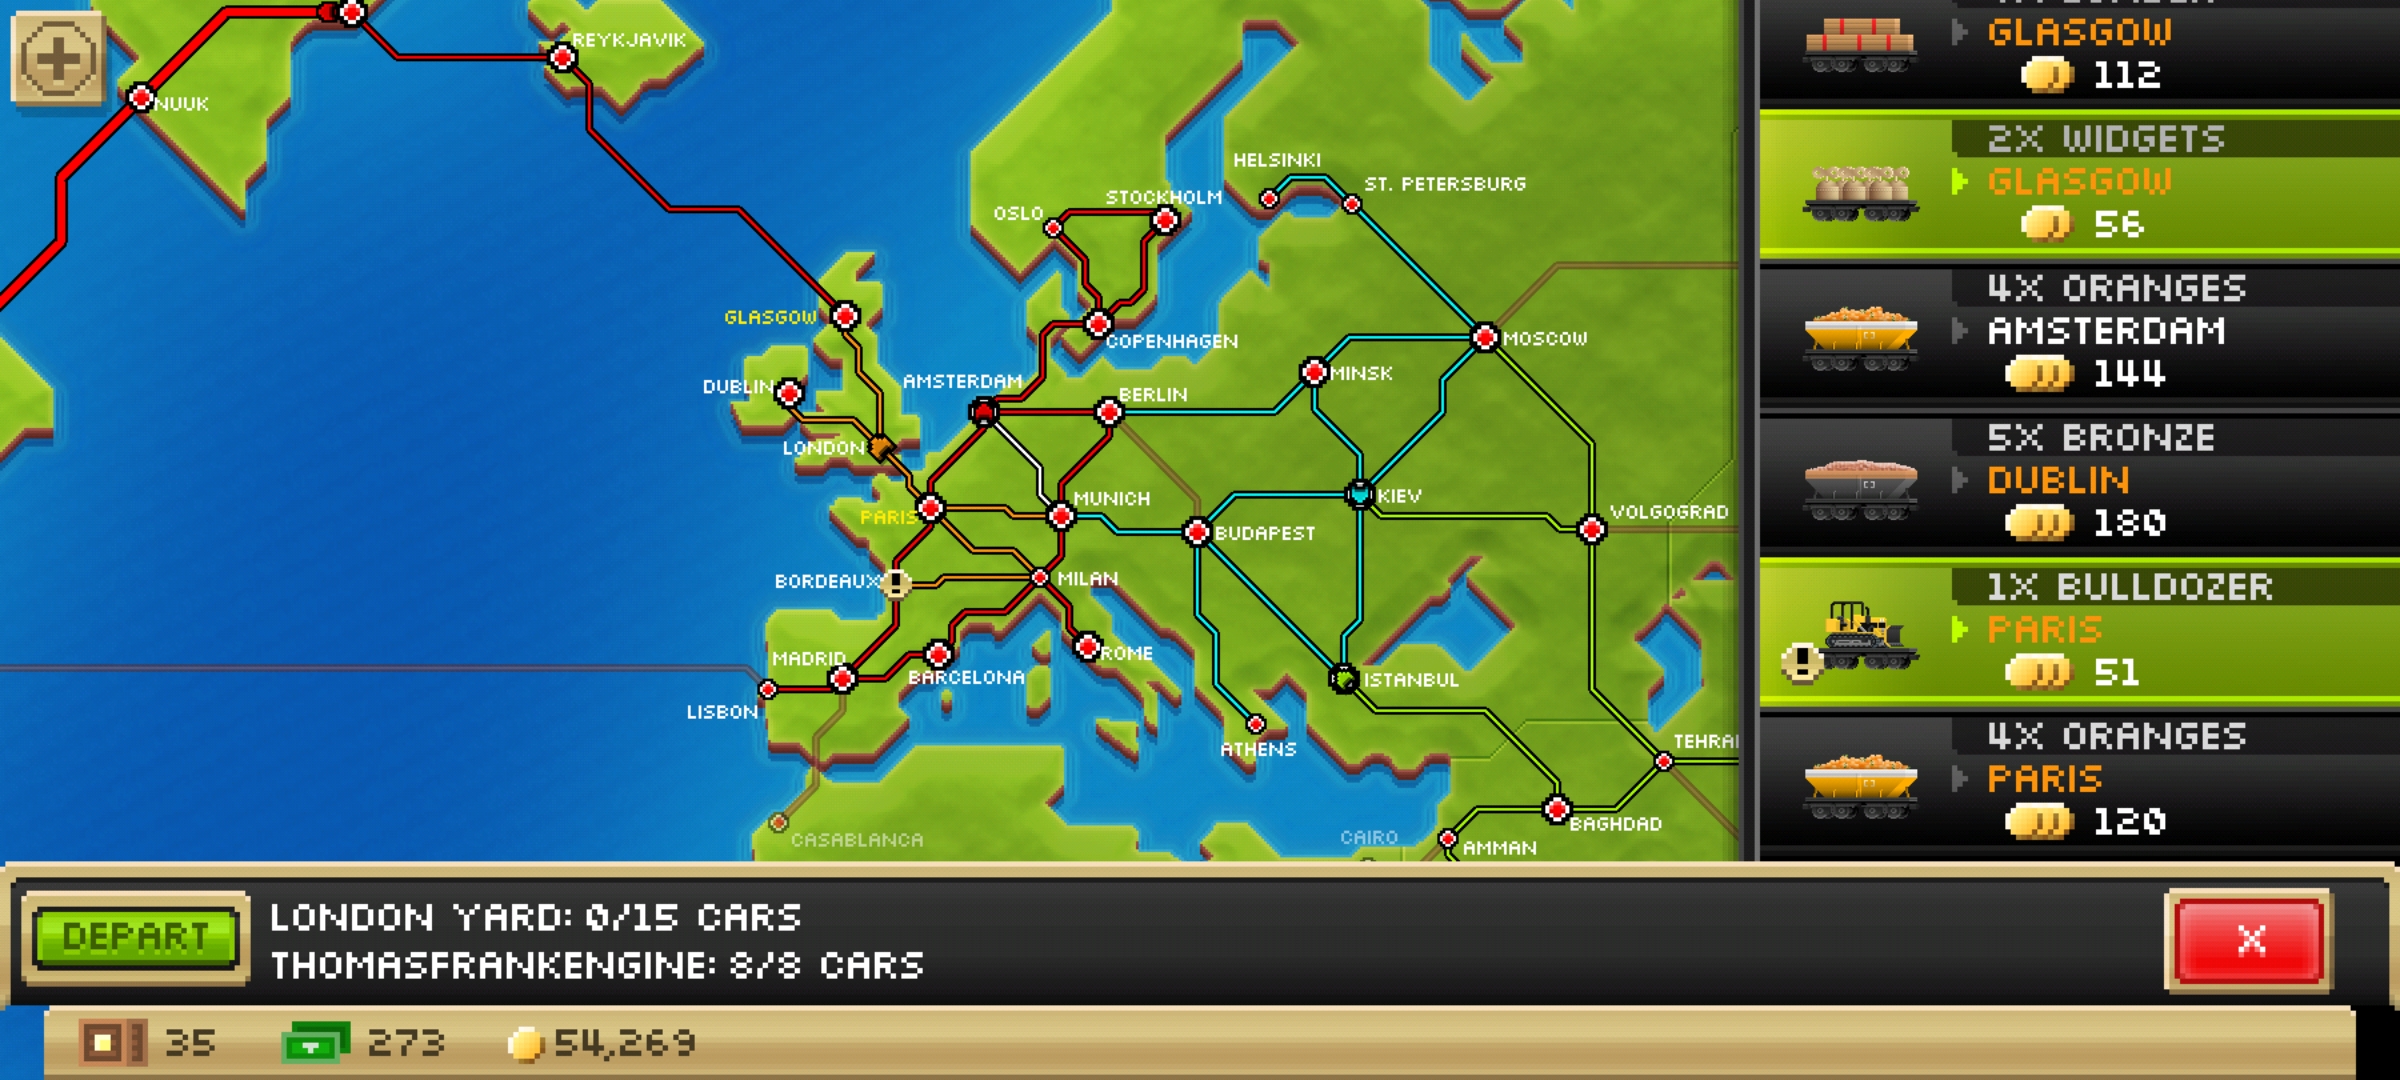 REYKJAVIK
NUUK
HELSINKI
ST. PETERSBURG
STOCKHOLM
OSLO
GLASGOW
COPENHAGEN
MOSCOW
MINSK
DUBLIN
AMSTERDAM
BERLIN
LONDON
PARIS
MUNICH
KIEV
VOLGOGRAD
BUDAPEST
BORDEAUX
MILAN
MADRID
BARCELONA
ROME
ISTANBUL
LISBON
ATHENS
TEHRA
CASABLANCA
CAIRO
AMMAN
BAGHDAD
GLASGOW
112
2X WIDGETS
GLASGOW
56
4X ORANGES
AMSTERDAM
144
5X BRONZE
DUBLIN
180
1X BULLDOZER
PARIS
51
4X ORANGES
PARIS
120
DEPART
LONDON YARD: 0/15 CARS
THOMASFRANKENGINE: 8/8 CARS
X
35
273
54,269